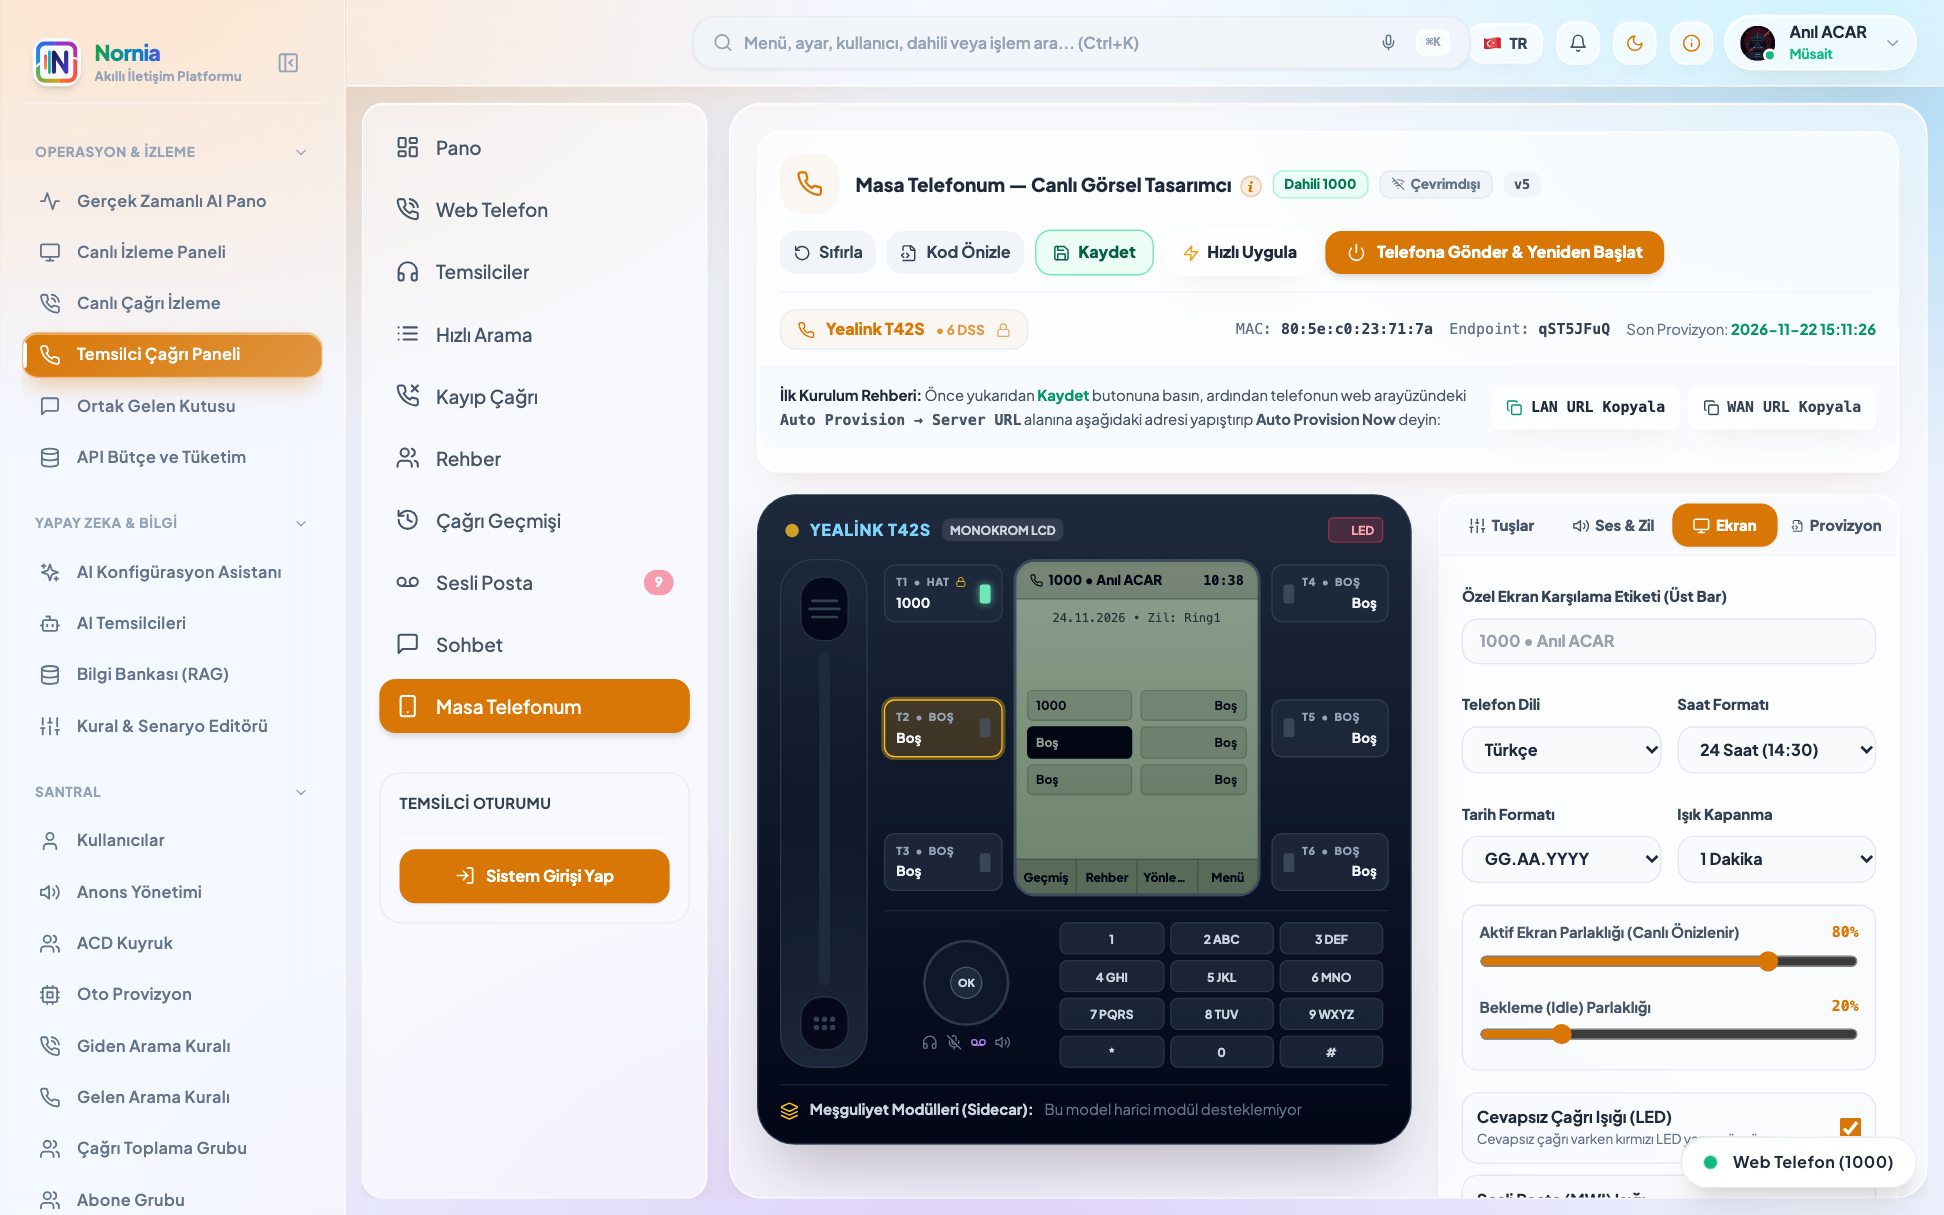 Nornia
Akıllı İletişim Platformu
Menü, ayar, kullanıcı, dahili veya işlem ara... (Ctrl+K)
⌘K
TR
Anıl ACAR
Müsait
OPERASYON & İZLEME
Gerçek Zamanlı AI Pano
Canlı İzleme Paneli
Canlı Çağrı İzleme
Temsilci Çağrı Paneli
Ortak Gelen Kutusu
API Bütçe ve Tüketim
YAPAY ZEKA & BİLGİ
AI Konfigürasyon Asistanı
AI Temsilcileri
Bilgi Bankası (RAG)
Kural & Senaryo Editörü
SANTRAL
Kullanıcılar
Anons Yönetimi
ACD Kuyruk
Oto Provizyon
Giden Arama Kuralı
Gelen Arama Kuralı
Çağrı Toplama Grubu
Abone Grubu
Pano
Web Telefon
Temsilciler
Hızlı Arama
Kayıp Çağrı
Rehber
Çağrı Geçmişi
Sesli Posta 9
Sohbet
Masa Telefonum
TEMSİLCİ OTURUMU
Sistem Girişi Yap
Masa Telefonum — Canlı Görsel Tasarımcı i Dahili 1000 Çevrimdışı v5
Sıfırla Kod Önizle Kaydet Hızlı Uygula Telefona Gönder & Yeniden Başlat
Yealink T42S • 6 DSS MAC: 80:5e:c0:23:71:7a Endpoint: qST5JFuQ Son Provizyon: 2026-11-22 15:11:26
İlk Kurulum Rehberi: Önce yukarıdan Kaydet butonuna basın, ardından telefonun web arayüzündeki
Auto Provision → Server URL alanına aşağıdaki adresi yapıştırıp Auto Provision Now deyin:
LAN URL Kopyala WAN URL Kopyala
YEALİNK T42S MONOKROM LCD LED
T1 • HAT
1000
T2 • BOŞ
Boş
T3 • BOŞ
Boş
1000 • Anıl ACAR 10:38
24.11.2026 • Zil: Ring1
1000 Boş
Boş Boş
Boş Boş
Geçmiş Rehber Yönle... Menü
T4 • BOŞ
Boş
T5 • BOŞ
Boş
T6 • BOŞ
Boş
OK
1 2 ABC 3 DEF
4 GHI 5 JKL 6 MNO
7 PQRS 8 TUV 9 WXYZ
* 0 #
Meşguliyet Modülleri (Sidecar): Bu model harici modül desteklemiyor
Tuşlar Ses & Zil Ekran Provizyon
Özel Ekran Karşılama Etiketi (Üst Bar)
1000 • Anıl ACAR
Telefon Dili Saat Formatı
Türkçe 24 Saat (14:30)
Tarih Formatı Işık Kapanma
GG.AA.YYYY 1 Dakika
Aktif Ekran Parlaklığı (Canlı Önizlenir) 80%
Bekleme (Idle) Parlaklığı 20%
Cevapsız Çağrı Işığı (LED)
Cevapsız çağrı varken kırmızı LED
Web Telefon (1000)